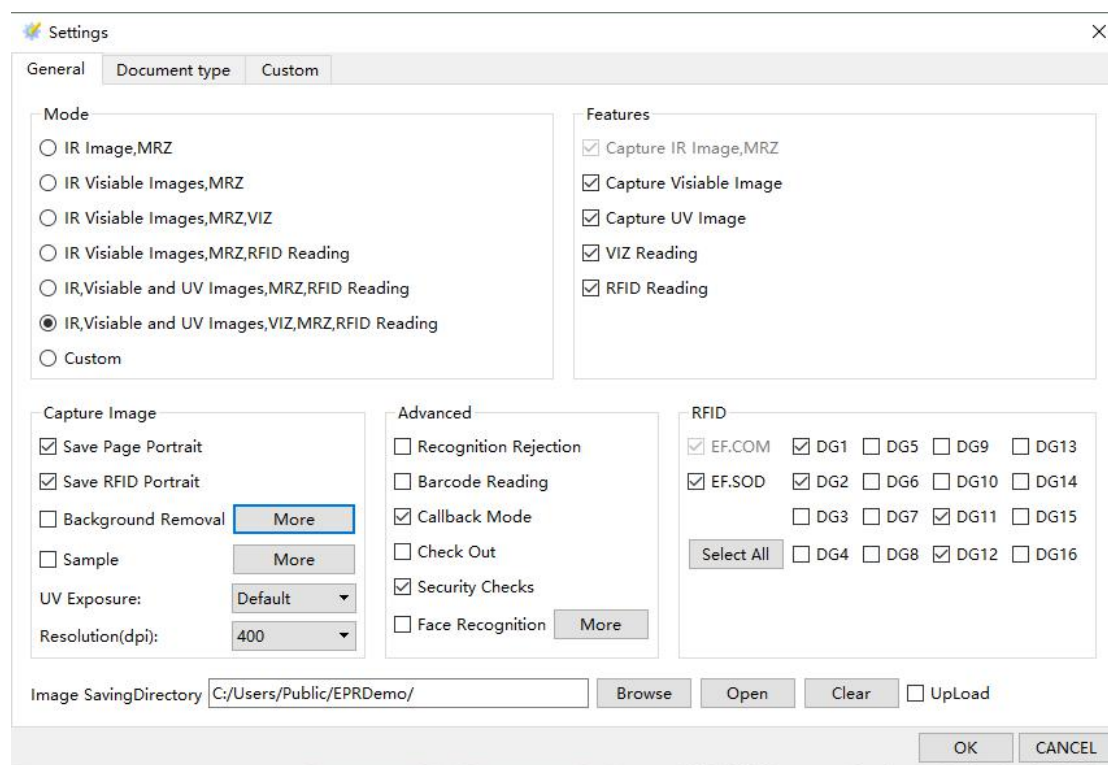 Settings
General Document type Custom
Mode
IR Image,MRZ
IR Visiable Images,MRZ
IR Visiable Images,MRZ,VIZ
IR Visiable Images,MRZ,RFID Reading
IR,Visiable and UV Images,MRZ,RFID Reading
IR,Visiable and UV Images,VIZ,MRZ,RFID Reading
Custom
Features
Capture IR Image,MRZ
Capture Visiable Image
Capture UV Image
VIZ Reading
RFID Reading
Capture Image
Save Page Portrait
Save RFID Portrait
Background Removal More
Sample More
UV Exposure: Default
Resolution(dpi): 400
Advanced
Recognition Rejection
Barcode Reading
Callback Mode
Check Out
Security Checks
Face Recognition More
RFID
EF.COM DG1 DG5 DG9 DG13
EF.SOD DG2 DG6 DG10 DG14
DG3 DG7 DG11 DG15
Select All DG4 DG8 DG12 DG16
Image SavingDirectory C:/Users/Public/EPRDemo/ Browse Open Clear UpLoad
OK CANCEL